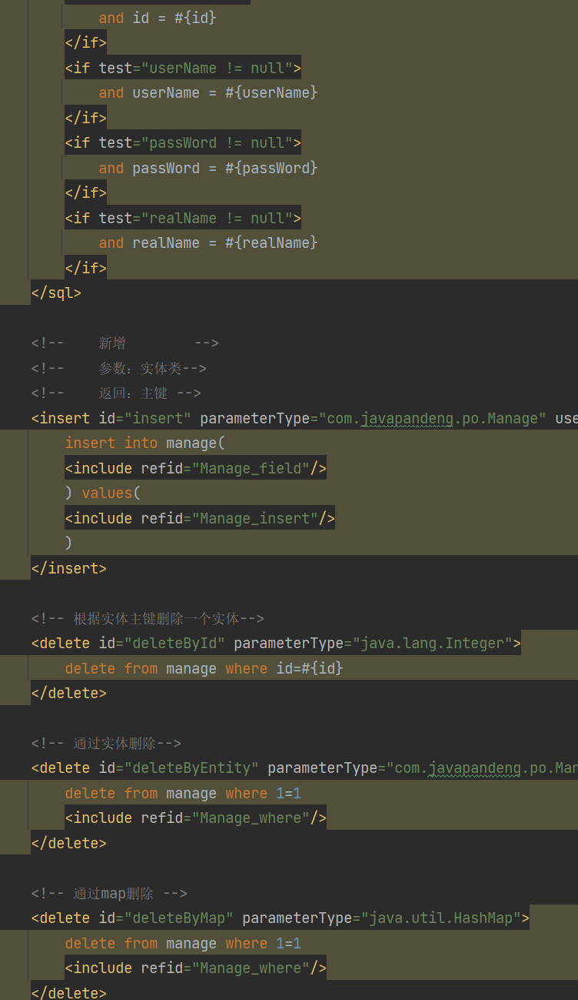 and id = #{id}
</if>
<if test="userName != null">
and userName = #{userName}
</if>
<if test="passWord != null">
and passWord = #{passWord}
</if>
<if test="realName != null">
and realName = #{realName}
</if>
</sql>
<!-- 新增 -->
<!-- 参数：实体类-->
<!-- 返回：主键 -->
<insert id="insert" parameterType="com.javapandeng.po.Manage" use
insert into manage(
<include refid="Manage_field"/>
) values(
<include refid="Manage_insert"/>
)
</insert>
<!-- 根据实体主键删除一个实体-->
<delete id="deleteById" parameterType="java.lang.Integer">
delete from manage where id=#{id}
</delete>
<!-- 通过实体删除-->
<delete id="deleteByEntity" parameterType="com.javapandeng.po.Man
delete from manage where 1=1
<include refid="Manage_where"/>
</delete>
<!-- 通过map删除 -->
<delete id="deleteByMap" parameterType="java.util.HashMap">
delete from manage where 1=1
<include refid="Manage_where"/>
</delete>